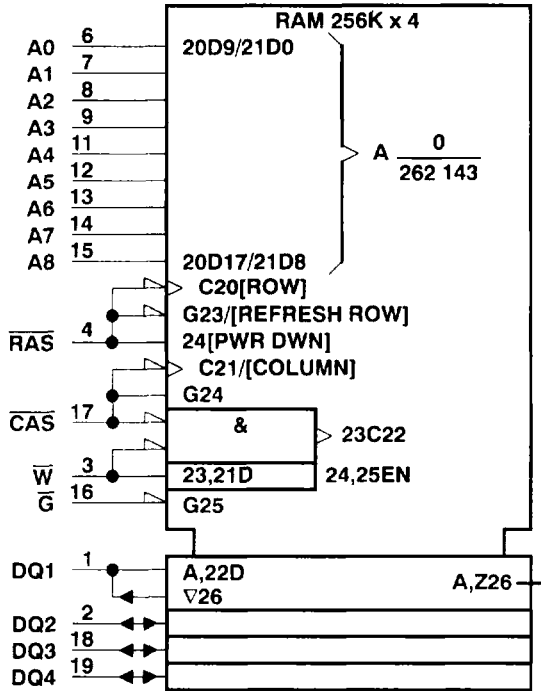 RAM 256K x 4
A0 6 20D9/21D0
A1 7
A2 8
A3 9
A4 11
A5 12
A6 13
A7 14
A8 15 20D17/21D8
A 0
262 143
C20[ROW]
G23/[REFRESH ROW]
RAS 4 24[PWR DWN]
C21/[COLUMN]
G24
CAS 17
&
23C22
W 3 23,21D 24,25EN
G 16 G25
DQ1 1 A,22D A,Z26
∇26
DQ2 2
DQ3 18
DQ4 19